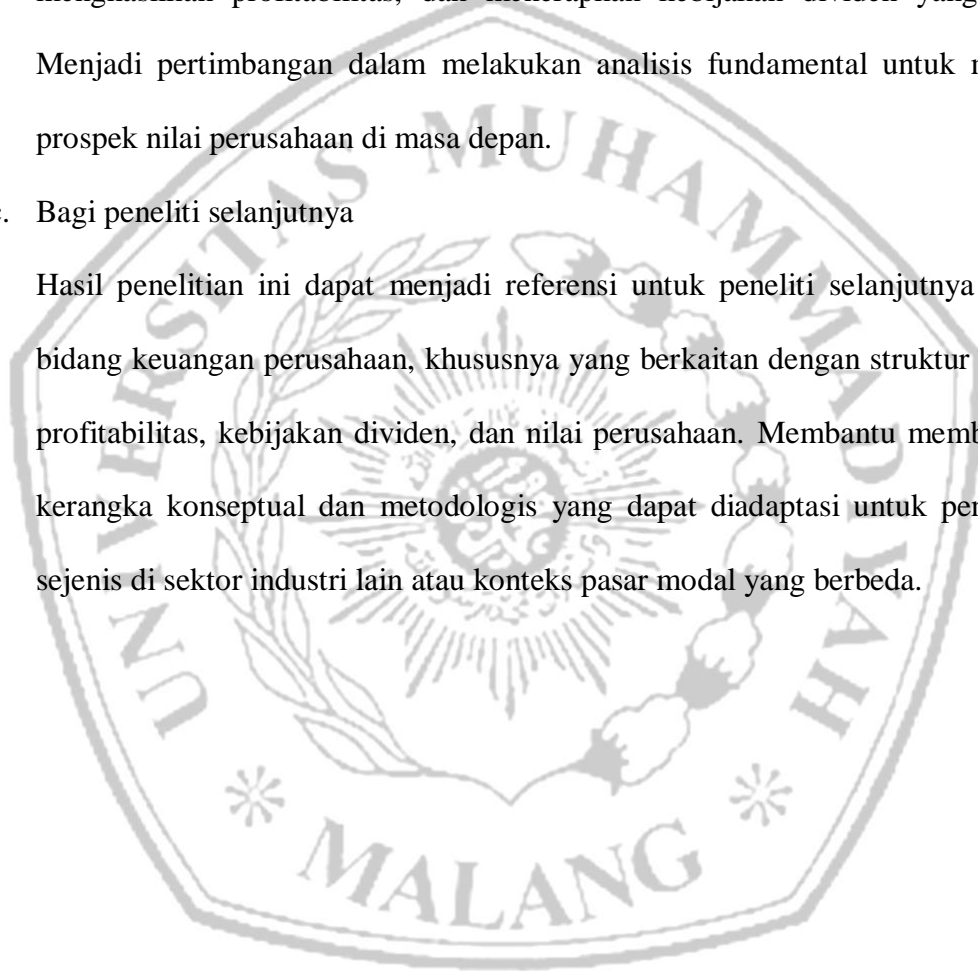 menghasilkan profitabilitas, dan menerapkan kebijakan dividen yang
Menjadi pertimbangan dalam melakukan analisis fundamental untuk
prospek nilai perusahaan di masa depan.
c. Bagi peneliti selanjutnya
Hasil penelitian ini dapat menjadi referensi untuk peneliti selanjutnya
bidang keuangan perusahaan, khususnya yang berkaitan dengan struktur
profitabilitas, kebijakan dividen, dan nilai perusahaan. Membantu
kerangka konseptual dan metodologis yang dapat diadaptasi untuk
sejenis di sektor industri lain atau konteks pasar modal yang berbeda.
UNIVERSITAS MUHAMMADIYAH
MALANG